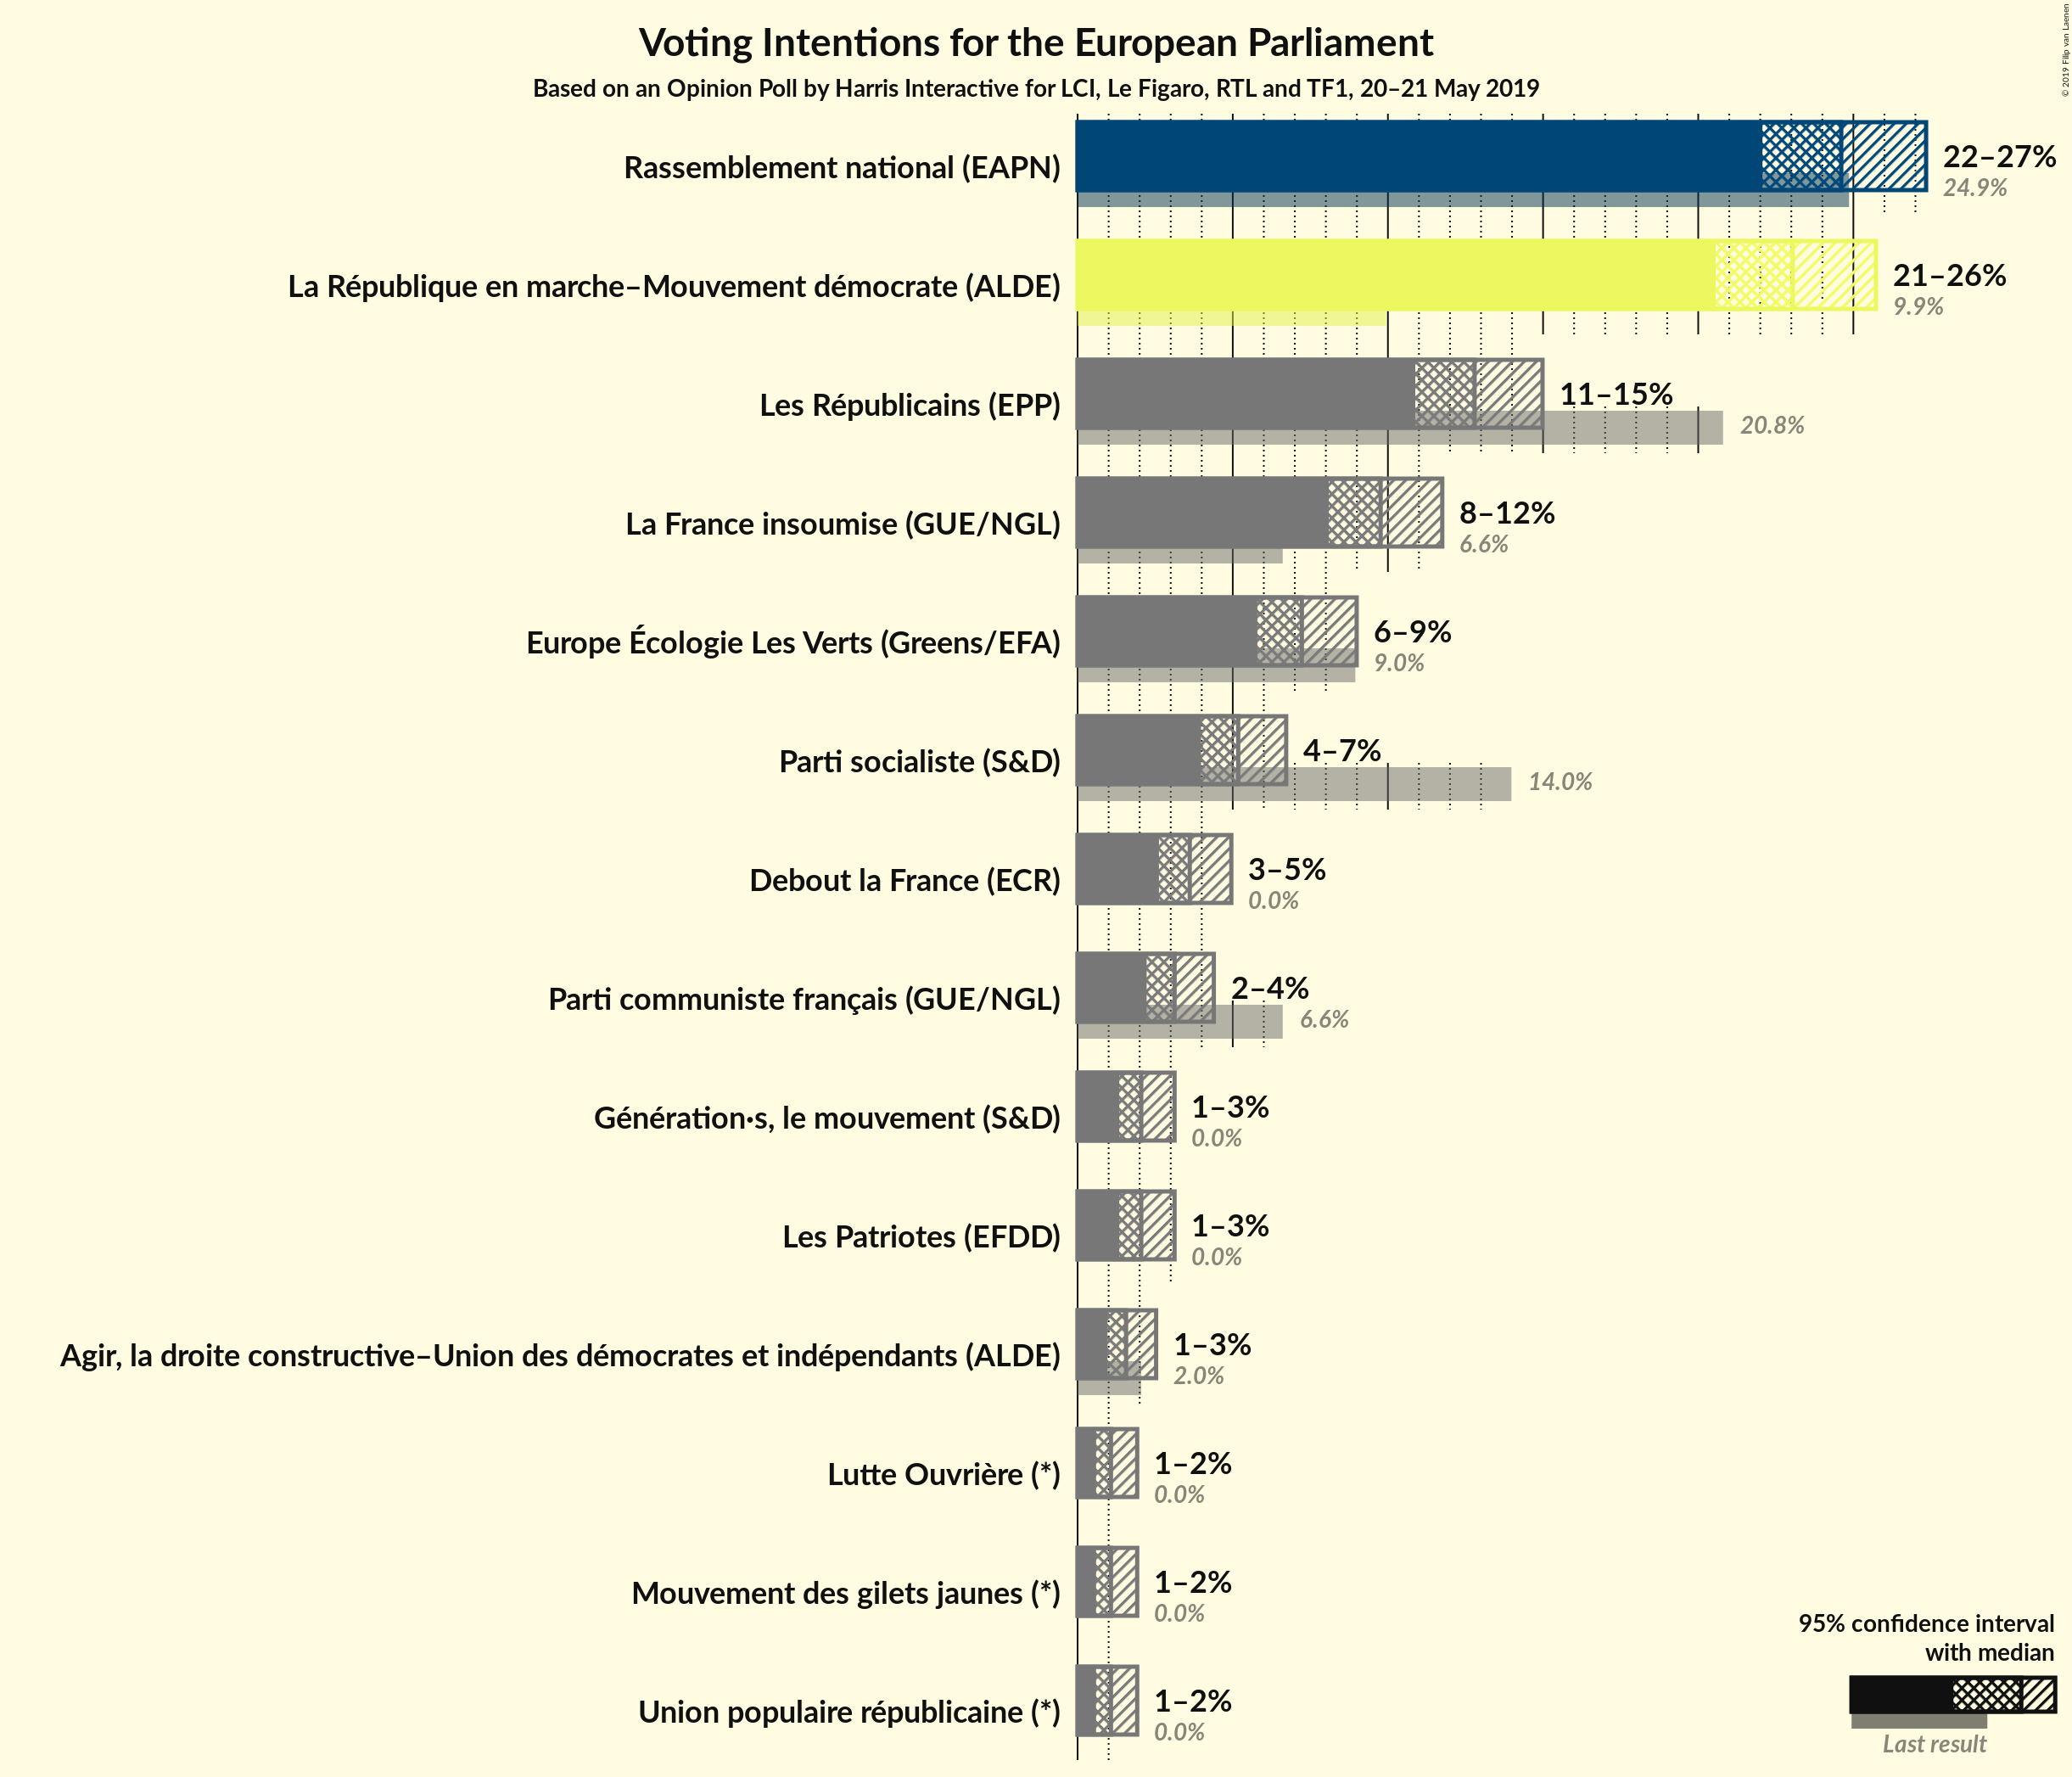 Voting Intentions for the European Parliament
Based on an Opinion Poll by Harris Interactive for LCI, Le Figaro, RTL and TF1, 20–21 May 2019
© 2019 Filip van Laenen
Rassemblement national (EAPN)
22–27%
24.9%
La République en marche–Mouvement démocrate (ALDE)
21–26%
9.9%
Les Républicains (EPP)
11–15%
20.8%
La France insoumise (GUE/NGL)
8–12%
6.6%
Europe Écologie Les Verts (Greens/EFA)
6–9%
9.0%
Parti socialiste (S&D)
4–7%
14.0%
Debout la France (ECR)
3–5%
0.0%
Parti communiste français (GUE/NGL)
2–4%
6.6%
Génération·s, le mouvement (S&D)
1–3%
0.0%
Les Patriotes (EFDD)
1–3%
0.0%
Agir, la droite constructive–Union des démocrates et indépendants (ALDE)
1–3%
2.0%
Lutte Ouvrière (*)
1–2%
0.0%
Mouvement des gilets jaunes (*)
1–2%
0.0%
Union populaire républicaine (*)
1–2%
0.0%
95% confidence interval
with median
Last result